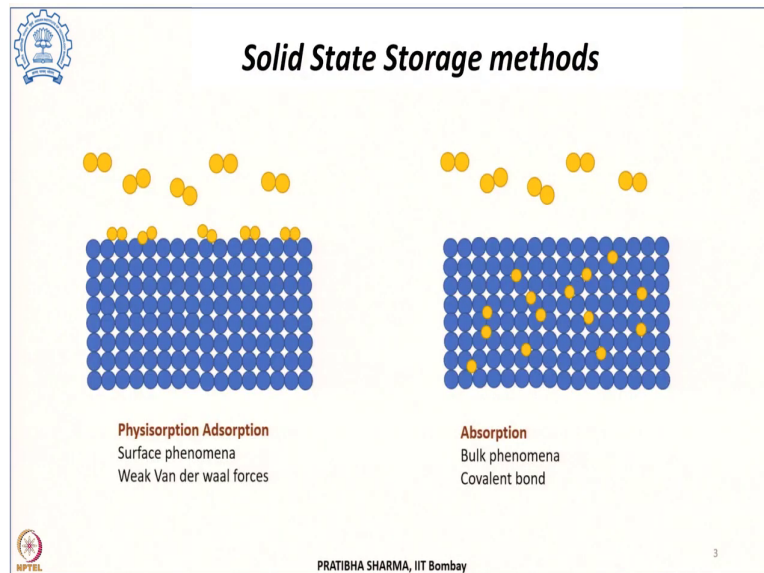 Solid State Storage methods
Physisorption Adsorption
Surface phenomena
Weak Van der waal forces
Absorption
Bulk phenomena
Covalent bond
NPTEL
PRATIBHA SHARMA, IIT Bombay
3